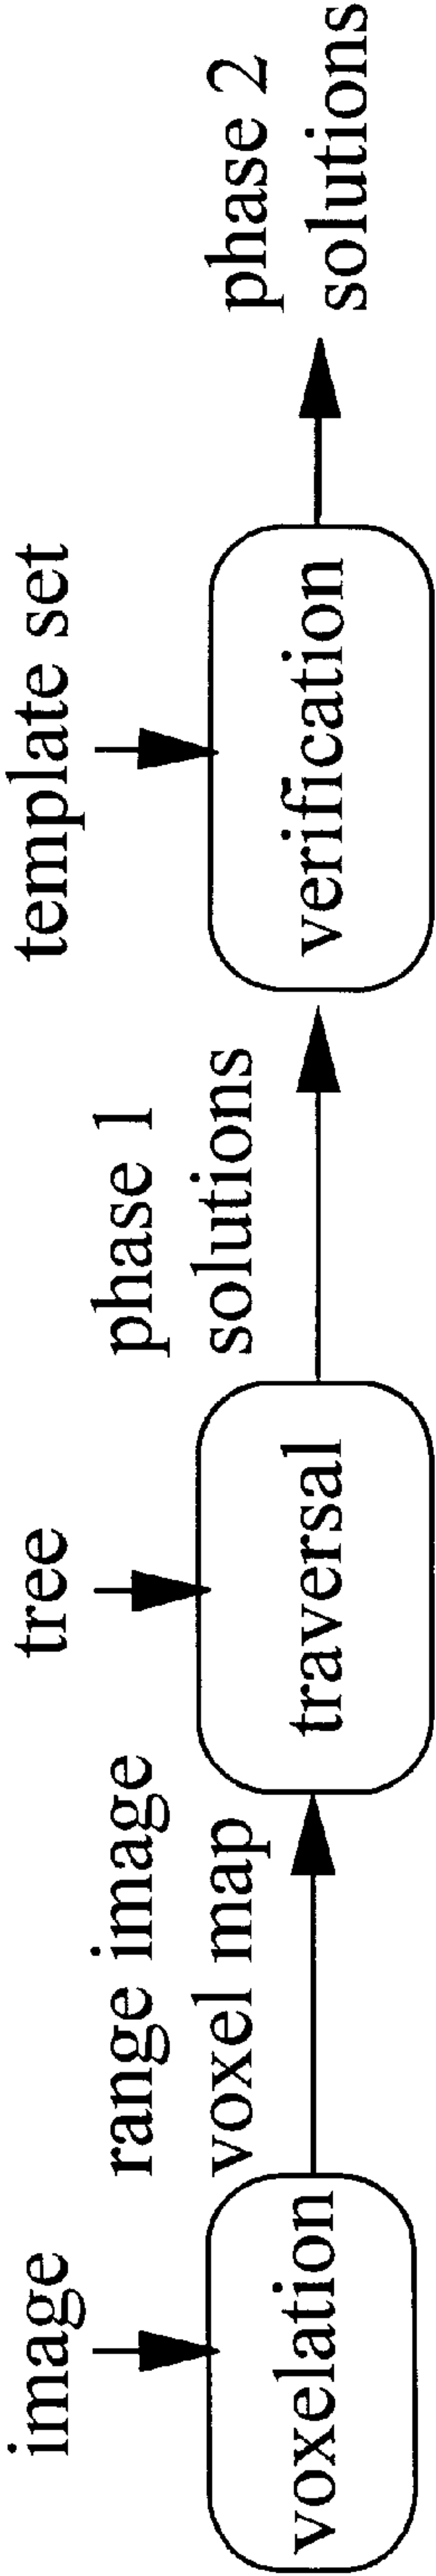 image
voxelation
range image
voxel map
tree
traversal
phase 1
solutions
template set
verification
phase 2
solutions